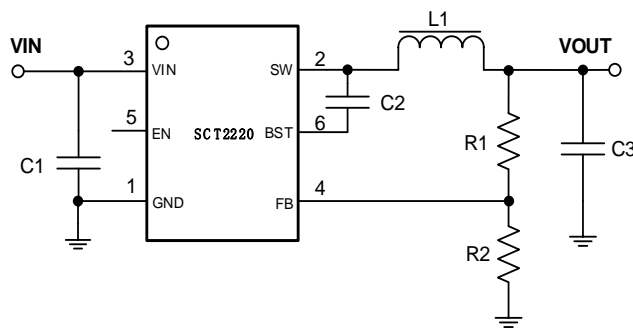 L1
VIN
VOUT
3
VIN
SW
2
C2
5
EN
SCT2220
BST
6
R1
C1
C3
1
GND
FB
4
R2